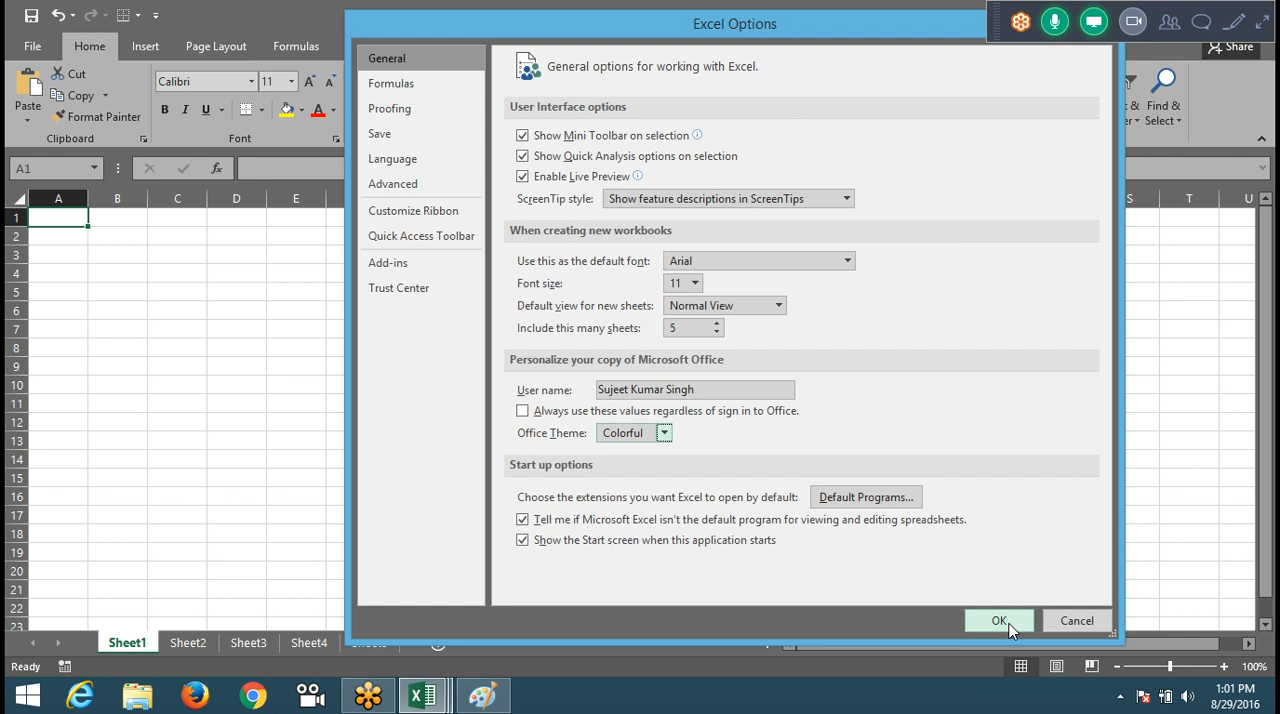 Excel Options
File Home Insert Page Layout Formulas
Share
Cut
Copy
Format Painter
Paste
Clipboard
Calibri 11
B I U
Font
Find &
Select
A1
fx
A B C D E S T U
1
2
3
4
5
6
7
8
9
10
11
12
13
14
15
16
17
18
19
20
21
22
23
General
Formulas
Proofing
Save
Language
Advanced
Customize Ribbon
Quick Access Toolbar
Add-ins
Trust Center
General options for working with Excel.
User Interface options
Show Mini Toolbar on selection
Show Quick Analysis options on selection
Enable Live Preview
ScreenTip style: Show feature descriptions in ScreenTips
When creating new workbooks
Use this as the default font: Arial
Font size: 11
Default view for new sheets: Normal View
Include this many sheets: 5
Personalize your copy of Microsoft Office
User name: Sujeet Kumar Singh
Always use these values regardless of sign in to Office.
Office Theme: Colorful
Start up options
Choose the extensions you want Excel to open by default: Default Programs...
Tell me if Microsoft Excel isn't the default program for viewing and editing spreadsheets.
Show the Start screen when this application starts
OK Cancel
Sheet1 Sheet2 Sheet3 Sheet4
Ready 100%
1:01 PM
8/29/2016